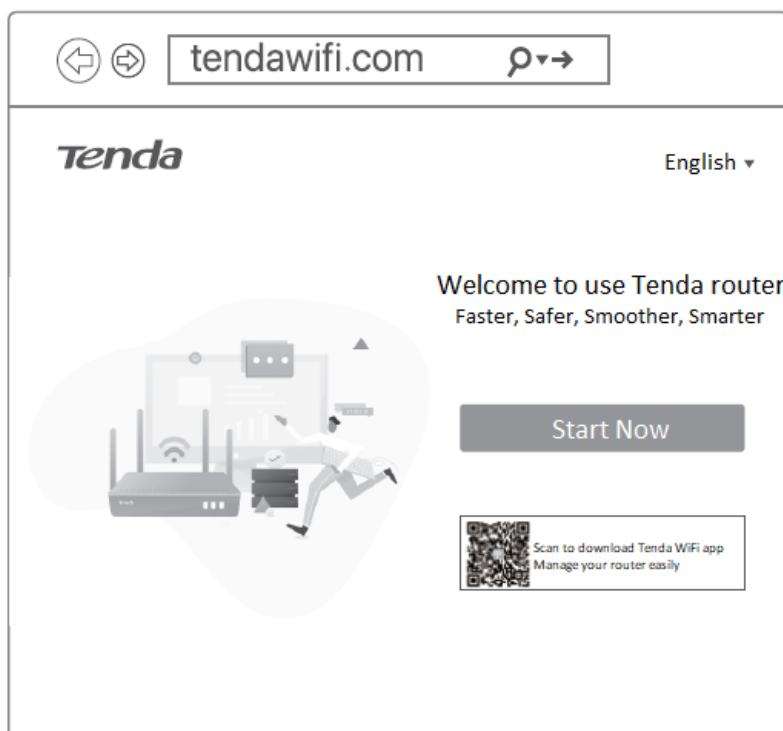 tendawifi.com
Tenda
English
Welcome to use Tenda router
Faster, Safer, Smoother, Smarter
Start Now
Scan to download Tenda WiFi app
Manage your router easily